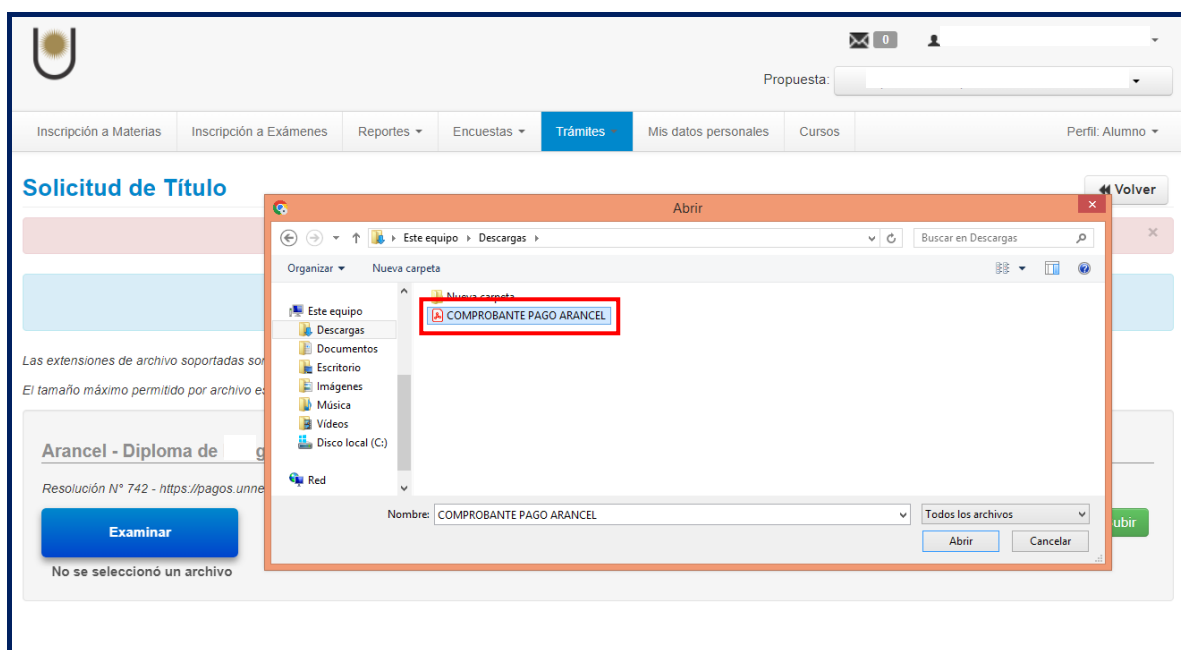 0
Propuesta:
Inscripción a Materias Inscripción a Exámenes Reportes Encuestas Trámites Mis datos personales Cursos Perfil: Alumno
Solicitud de Título
Volver
Abrir
Este equipo Descargas
Buscar en Descargas
Organizar Nueva carpeta
Nueva carpeta
Este equipo
COMPROBANTE PAGO ARANCEL
Descargas
Documentos
Escritorio
Imágenes
Música
Vídeos
Disco local (C:)
Red
Las extensiones de archivo soportadas
El tamaño máximo permitido por archivo
Arancel - Diploma de
Resolución N° 742 - https://pagos.unne
Nombre: COMPROBANTE PAGO ARANCEL
Todos los archivos
Abrir Cancelar
Examinar
No se seleccionó un archivo